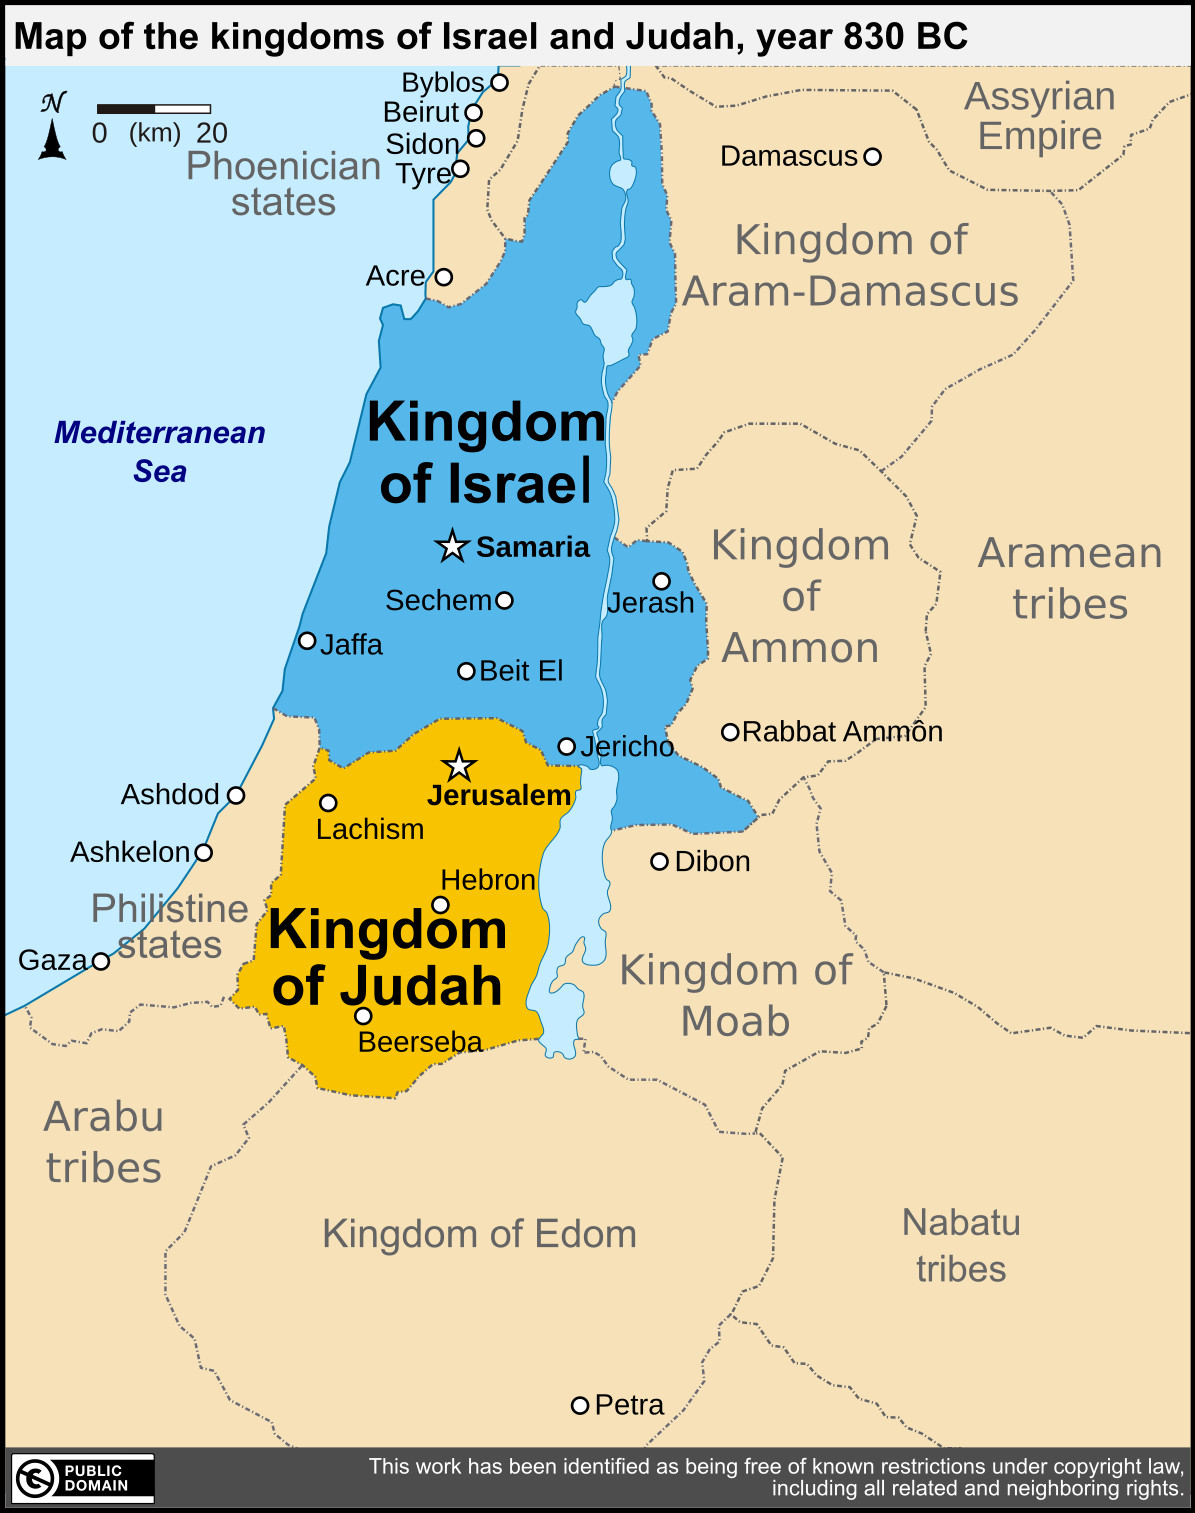 Map of the kingdoms of Israel and Judah, year 830 BC
N
0 (km) 20
Byblos
Beirut
Sidon
Tyre
Phoenician
states
Acre
Assyrian
Empire
Damascus
Kingdom of
Aram-Damascus
Mediterranean
Sea
Kingdom
of Israel
Samaria
Sechem
Jerash
Jaffa
Beit El
Kingdom
of
Ammon
Aramean
tribes
Rabbat Ammôn
Jericho
Jerusalem
Ashdod
Lachism
Ashkelon
Hebron
Dibon
Philistine
states
Gaza
Kingdom
of Judah
Beerseba
Kingdom of
Moab
Arabu
tribes
Kingdom of Edom
Nabatu
tribes
Petra
PUBLIC
DOMAIN
This work has been identified as being free of known restrictions under copyright law,
including all related and neighboring rights.